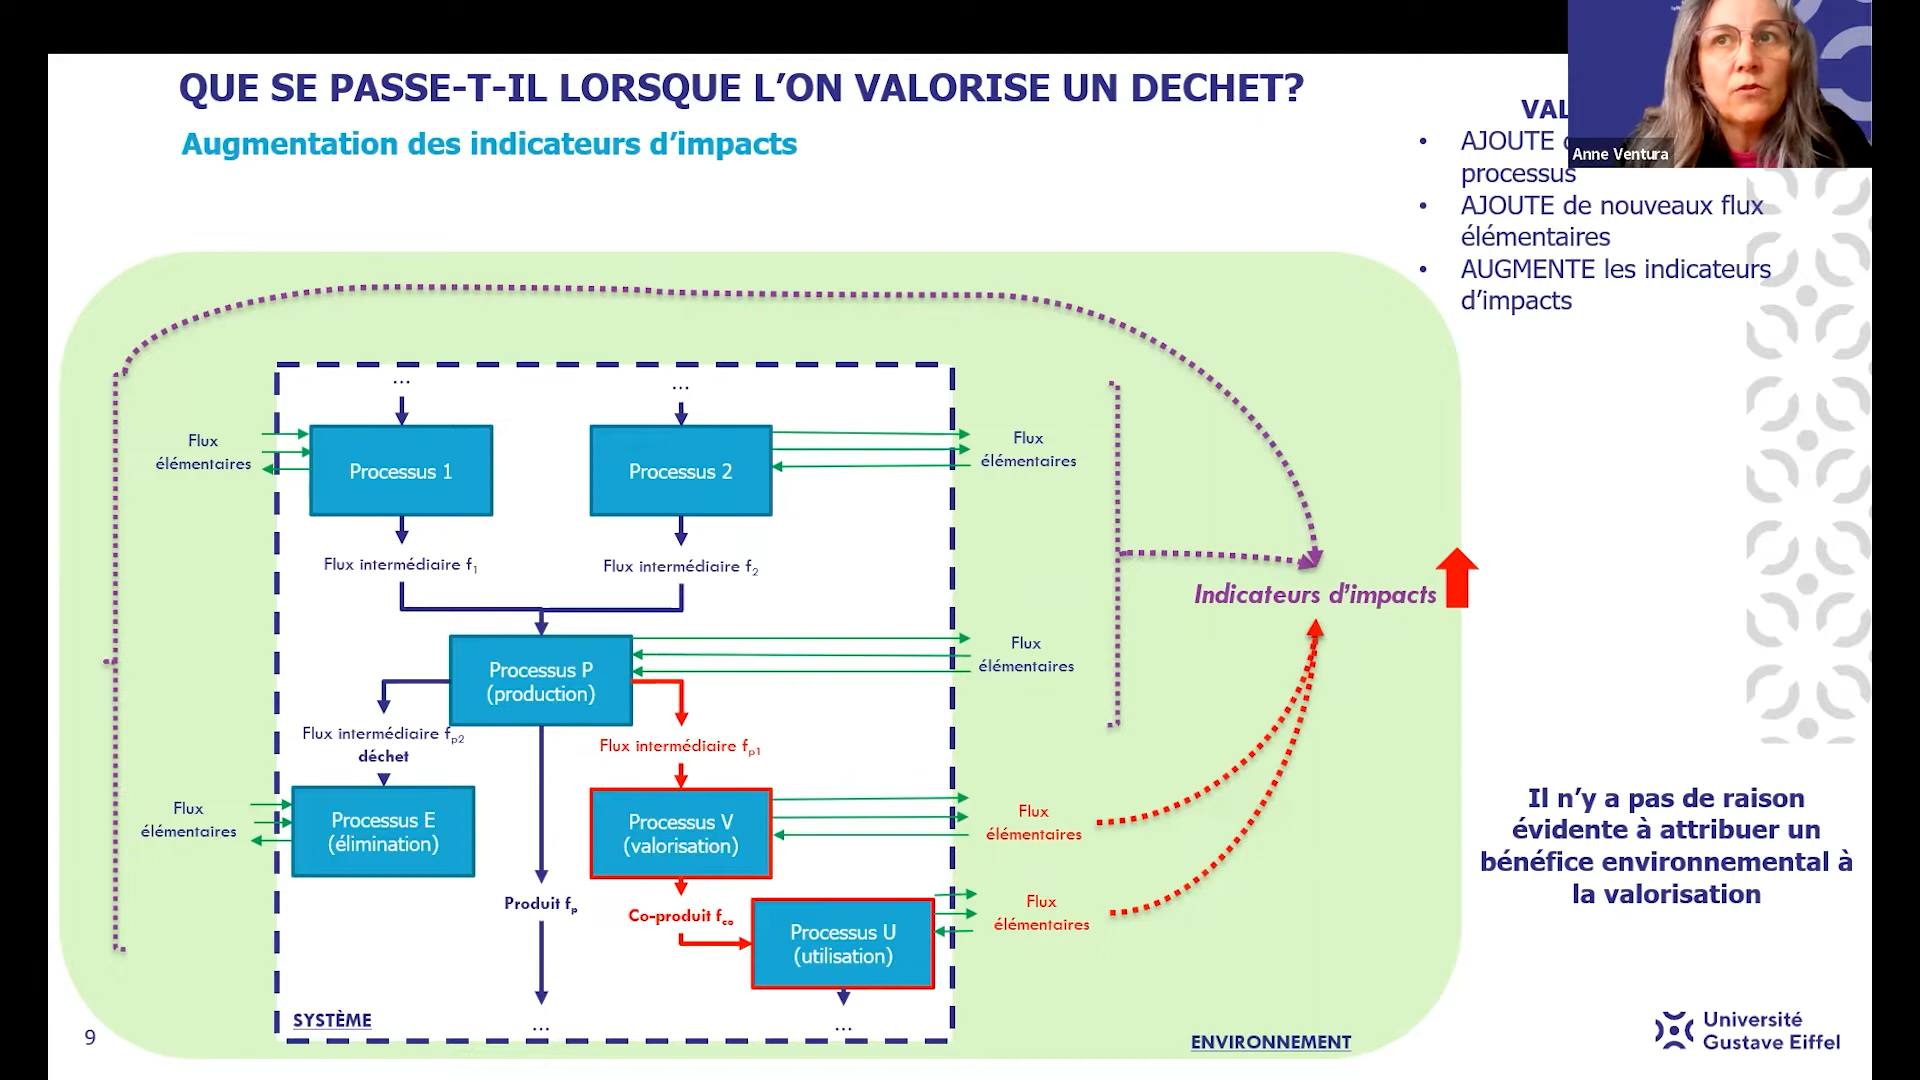 QUE SE PASSE-T-IL LORSQUE L'ON VALORISE UN DECHET?
Augmentation des indicateurs d'impacts
Anne Ventura
• AJOUTE
processus
• AJOUTE de nouveaux flux
élémentaires
• AUGMENTE les indicateurs
d'impacts
...
...
Flux
élémentaires
Processus 1
Processus 2
Flux
élémentaires
Flux intermédiaire f1
Flux intermédiaire f2
Indicateurs d'impacts
Processus P
(production)
Flux
élémentaires
Flux intermédiaire fp2
déchet
Flux intermédiaire fp1
Flux
élémentaires
Processus E
(élimination)
Processus V
(valorisation)
Flux
élémentaires
Il n'y a pas de raison
évidente à attribuer un
bénéfice environnemental à
la valorisation
Produit fp
Co-produit fco
Processus U
(utilisation)
Flux
élémentaires
SYSTÈME
...
...
ENVIRONNEMENT
9
Université
Gustave Eiffel